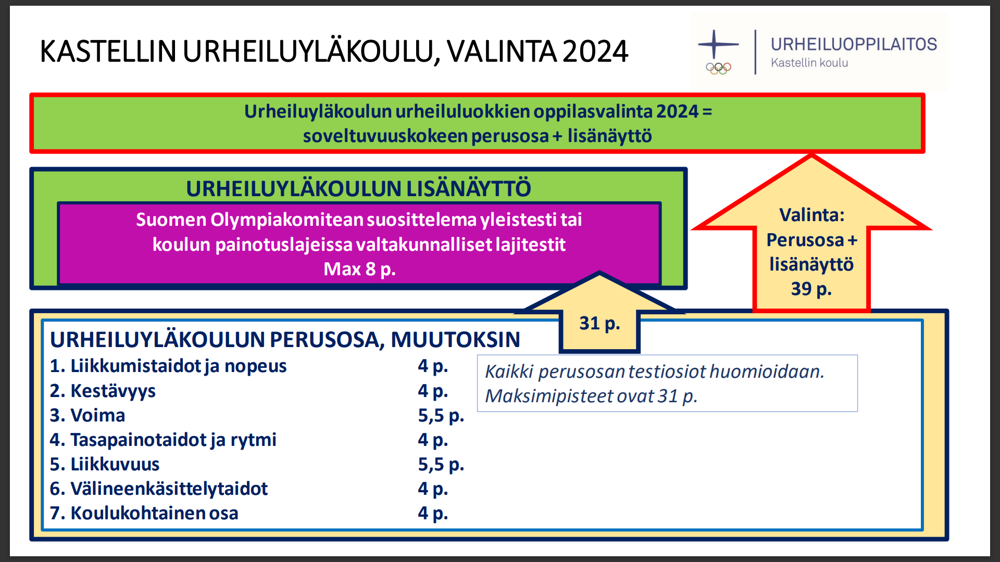 KASTELLIN URHEILUYLÄKOULU, VALINTA 2024
URHEILUOPPILAITOS
Kastellin koulu
Urheiluyläkoulun urheiluluokkien oppilasvalinta 2024 =
soveltuvuuskokeen perusosa + lisänäyttö
URHEILUYLÄKOULUN LISÄNÄYTTÖ
Suomen Olympiakomitean suosittelema yleistesti tai
koulun painotuslajeissa valtakunnalliset lajitestit
Max 8 p.
Valinta:
Perusosa +
lisänäyttö
39 p.
31 p.
URHEILUYLÄKOULUN PERUSOSA, MUUTOKSIN
1. Liikkumistaidot ja nopeus 4 p.
2. Kestävyys 4 p.
3. Voima 5,5 p.
4. Tasapainotaidot ja rytmi 4 p.
5. Liikkuvuus 5,5 p.
6. Välineenkäsittelytaidot 4 p.
7. Koulukohtainen osa 4 p.
Kaikki perusosan testiosiot huomioidaan.
Maksimipisteet ovat 31 p.